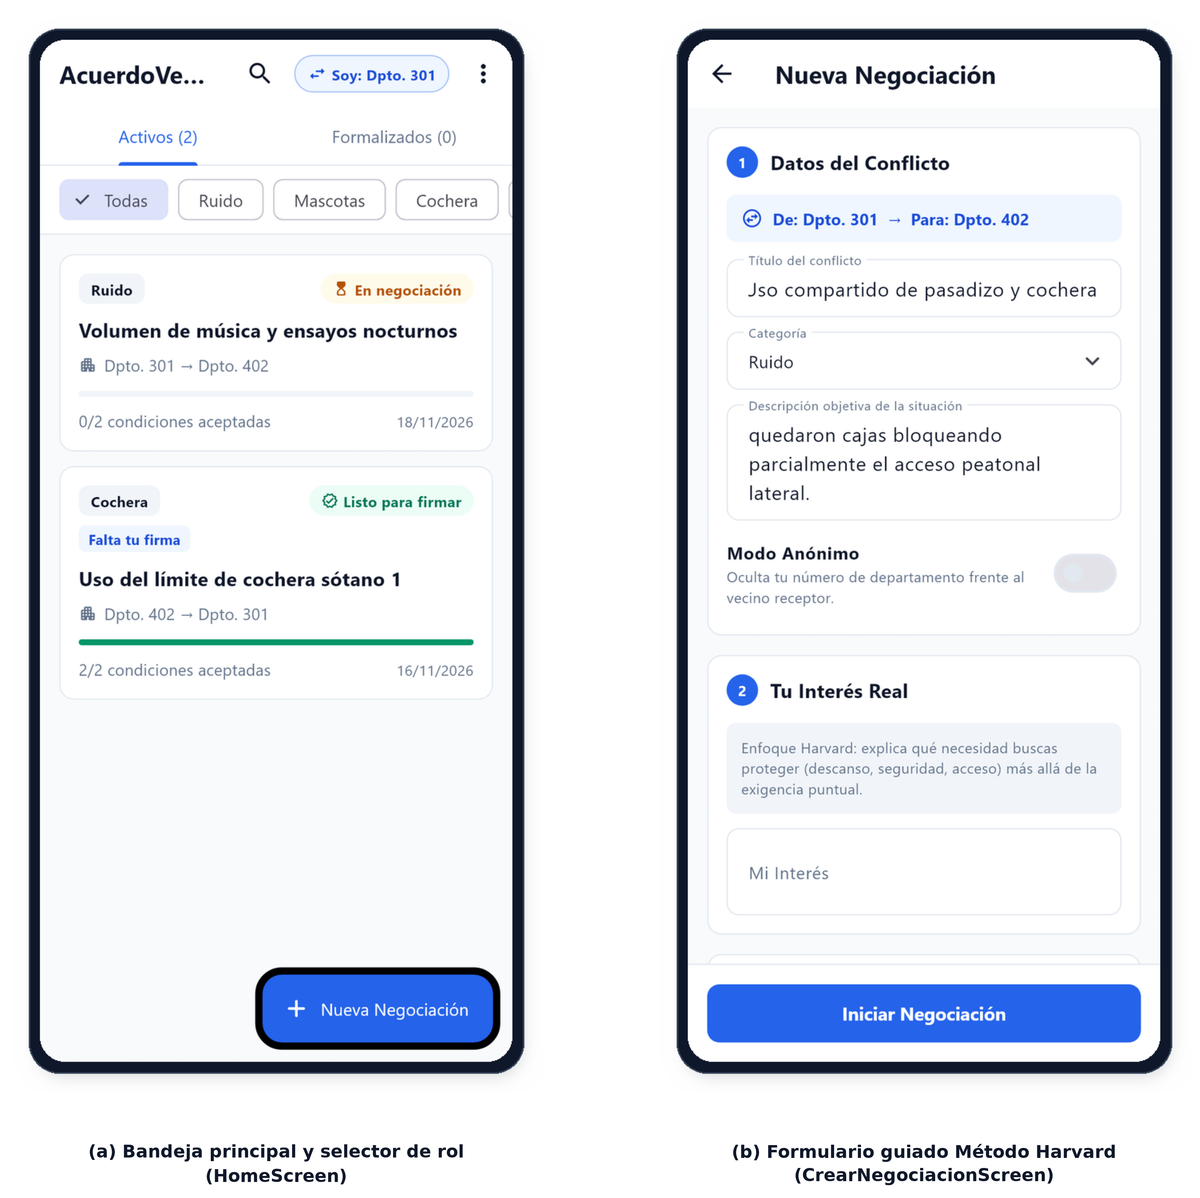 AcuerdoVe...
Soy: Dpto. 301
Activos (2)
Formalizados (0)
Todas
Ruido
Mascotas
Cochera
Ruido
En negociación
Volumen de música y ensayos nocturnos
Dpto. 301 → Dpto. 402
0/2 condiciones aceptadas
18/11/2026
Cochera
Listo para firmar
Falta tu firma
Uso del límite de cochera sótano 1
Dpto. 402 → Dpto. 301
2/2 condiciones aceptadas
16/11/2026
+ Nueva Negociación
(a) Bandeja principal y selector de rol
(HomeScreen)
← Nueva Negociación
1 Datos del Conflicto
De: Dpto. 301 → Para: Dpto. 402
Título del conflicto
Uso compartido de pasadizo y cochera
Categoría
Ruido
Descripción objetiva de la situación
quedaron cajas bloqueando
parcialmente el acceso peatonal
lateral.
Modo Anónimo
Oculta tu número de departamento frente al
vecino receptor.
2 Tu Interés Real
Enfoque Harvard: explica qué necesidad buscas
proteger (descanso, seguridad, acceso) más allá de la
exigencia puntual.
Mi Interés
Iniciar Negociación
(b) Formulario guiado Método Harvard
(CrearNegociacionScreen)